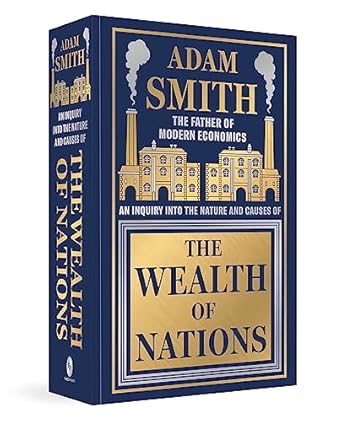 ADAM
SMITH
THE FATHER OF
MODERN ECONOMICS
AN INQUIRY INTO THE NATURE AND CAUSES OF
THE
WEALTH
OF
NATIONS
ADAM
SMITH
AN INQUIRY
INTO THE NATURE
AND CAUSES OF
THE WEALTH
OF NATIONS